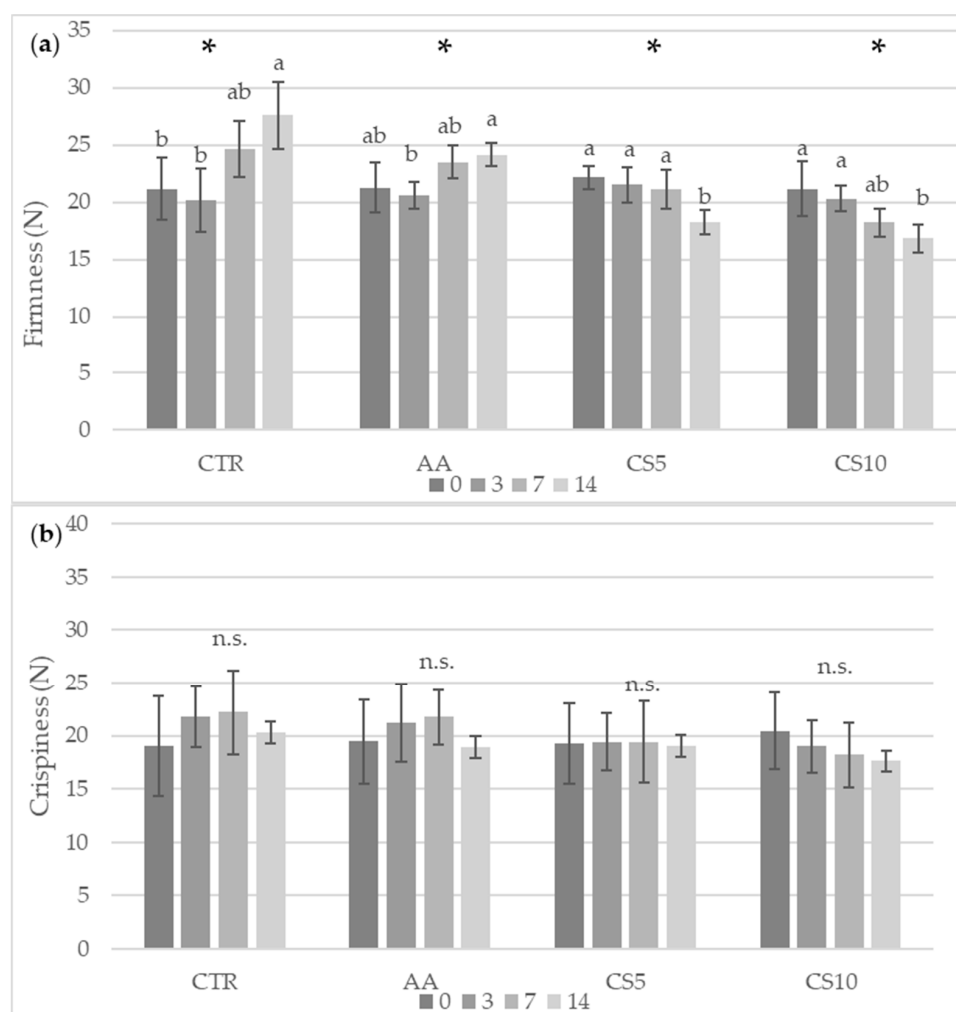 (a)
35
30
25
20
15
10
5
0
Firmness (N)
* * * *
b b ab a ab b ab a a a a b a a ab b
CTR AA CS5 CS10
0 3 7 14
(b)
40
35
30
25
20
15
10
5
0
Crispiness (N)
n.s. n.s. n.s. n.s.
CTR AA CS5 CS10
0 3 7 14